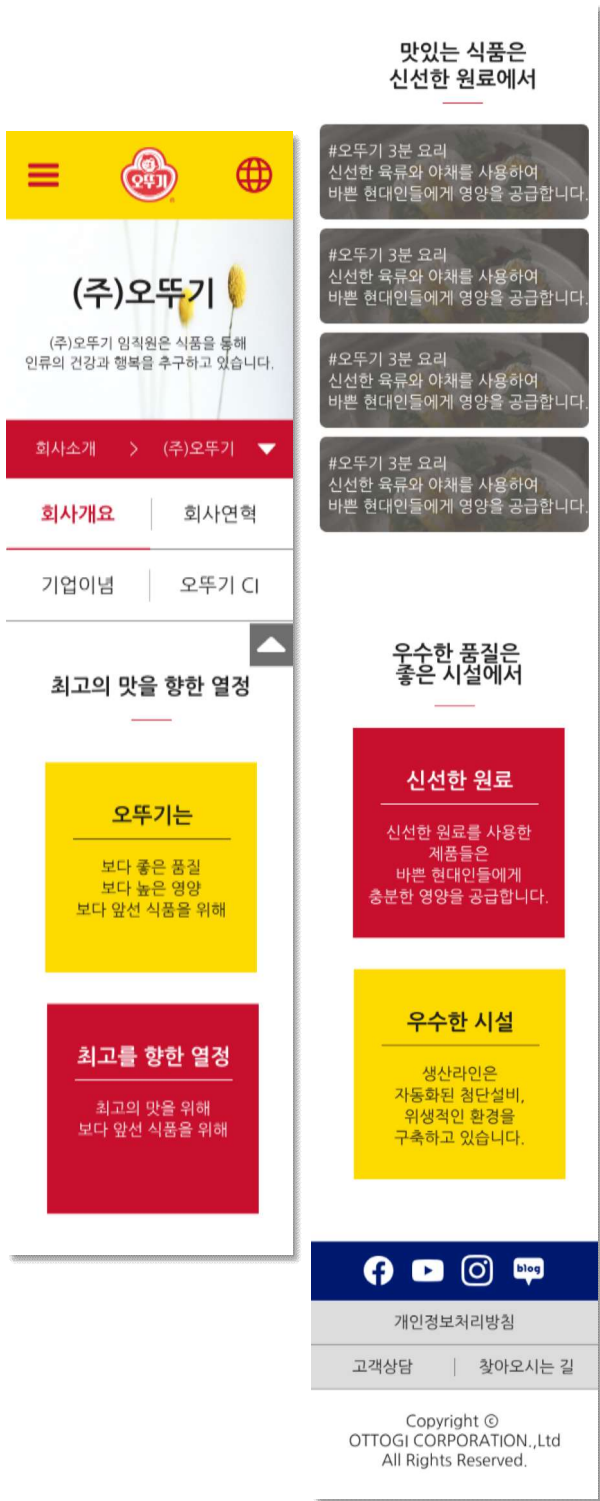 오뚜기
(주)오뚜기
(주)오뚜기 임직원은 식품을 통해
인류의 건강과 행복을 추구하고 있습니다.
회사소개 > (주)오뚜기
회사개요 | 회사연혁
기업이념 | 오뚜기 CI
최고의 맛을 향한 열정
오뚜기는
보다 좋은 품질
보다 높은 영양
보다 앞선 식품을 위해
최고를 향한 열정
최고의 맛을 위해
보다 앞선 식품을 위해
맛있는 식품은
신선한 원료에서
#오뚜기 3분 요리
신선한 육류와 야채를 사용하여
바쁜 현대인들에게 영양을 공급합니다.
#오뚜기 3분 요리
신선한 육류와 야채를 사용하여
바쁜 현대인들에게 영양을 공급합니다.
#오뚜기 3분 요리
신선한 육류와 야채를 사용하여
바쁜 현대인들에게 영양을 공급합니다.
#오뚜기 3분 요리
신선한 육류와 야채를 사용하여
바쁜 현대인들에게 영양을 공급합니다.
우수한 품질은
좋은 시설에서
신선한 원료
신선한 원료를 사용한
제품들은
바쁜 현대인들에게
충분한 영양을 공급합니다.
우수한 시설
생산라인은
자동화된 첨단설비,
위생적인 환경을
구축하고 있습니다.
blog
개인정보처리방침
고객상담 | 찾아오시는 길
Copyright ©
OTTOGI CORPORATION.,Ltd
All Rights Reserved.